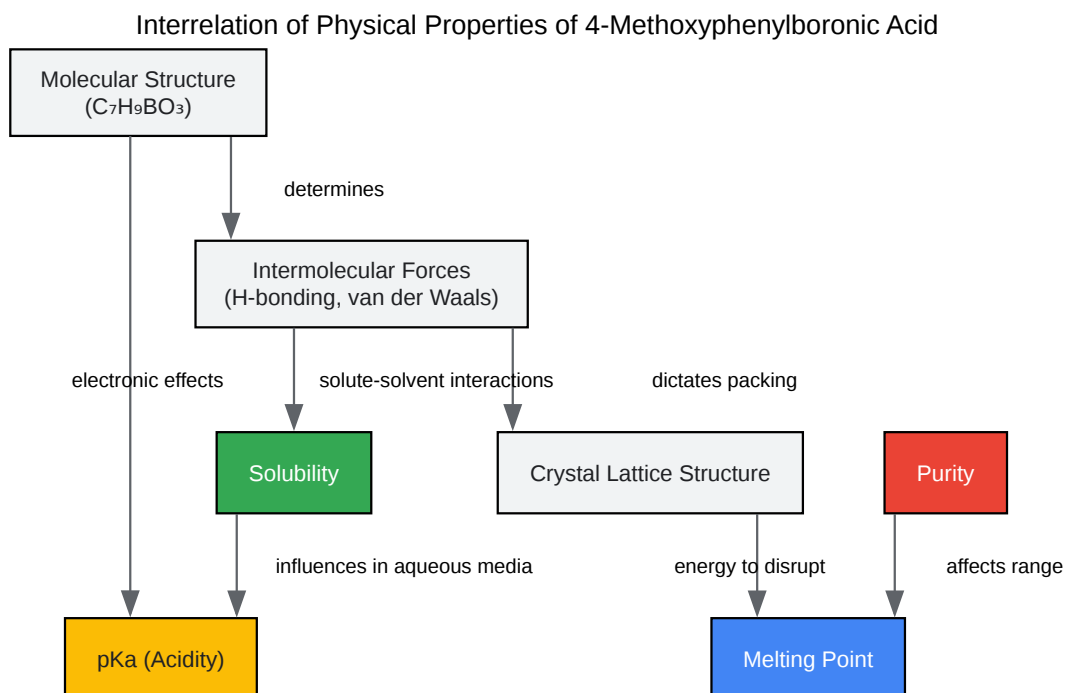 Interrelation of Physical Properties of 4-Methoxyphenylboronic Acid
Molecular Structure
(C₇H₉BO₃)
determines
Intermolecular Forces
(H-bonding, van der Waals)
electronic effects
solute-solvent interactions
dictates packing
Solubility
Crystal Lattice Structure
Purity
influences in aqueous media
energy to disrupt
affects range
pKa (Acidity)
Melting Point